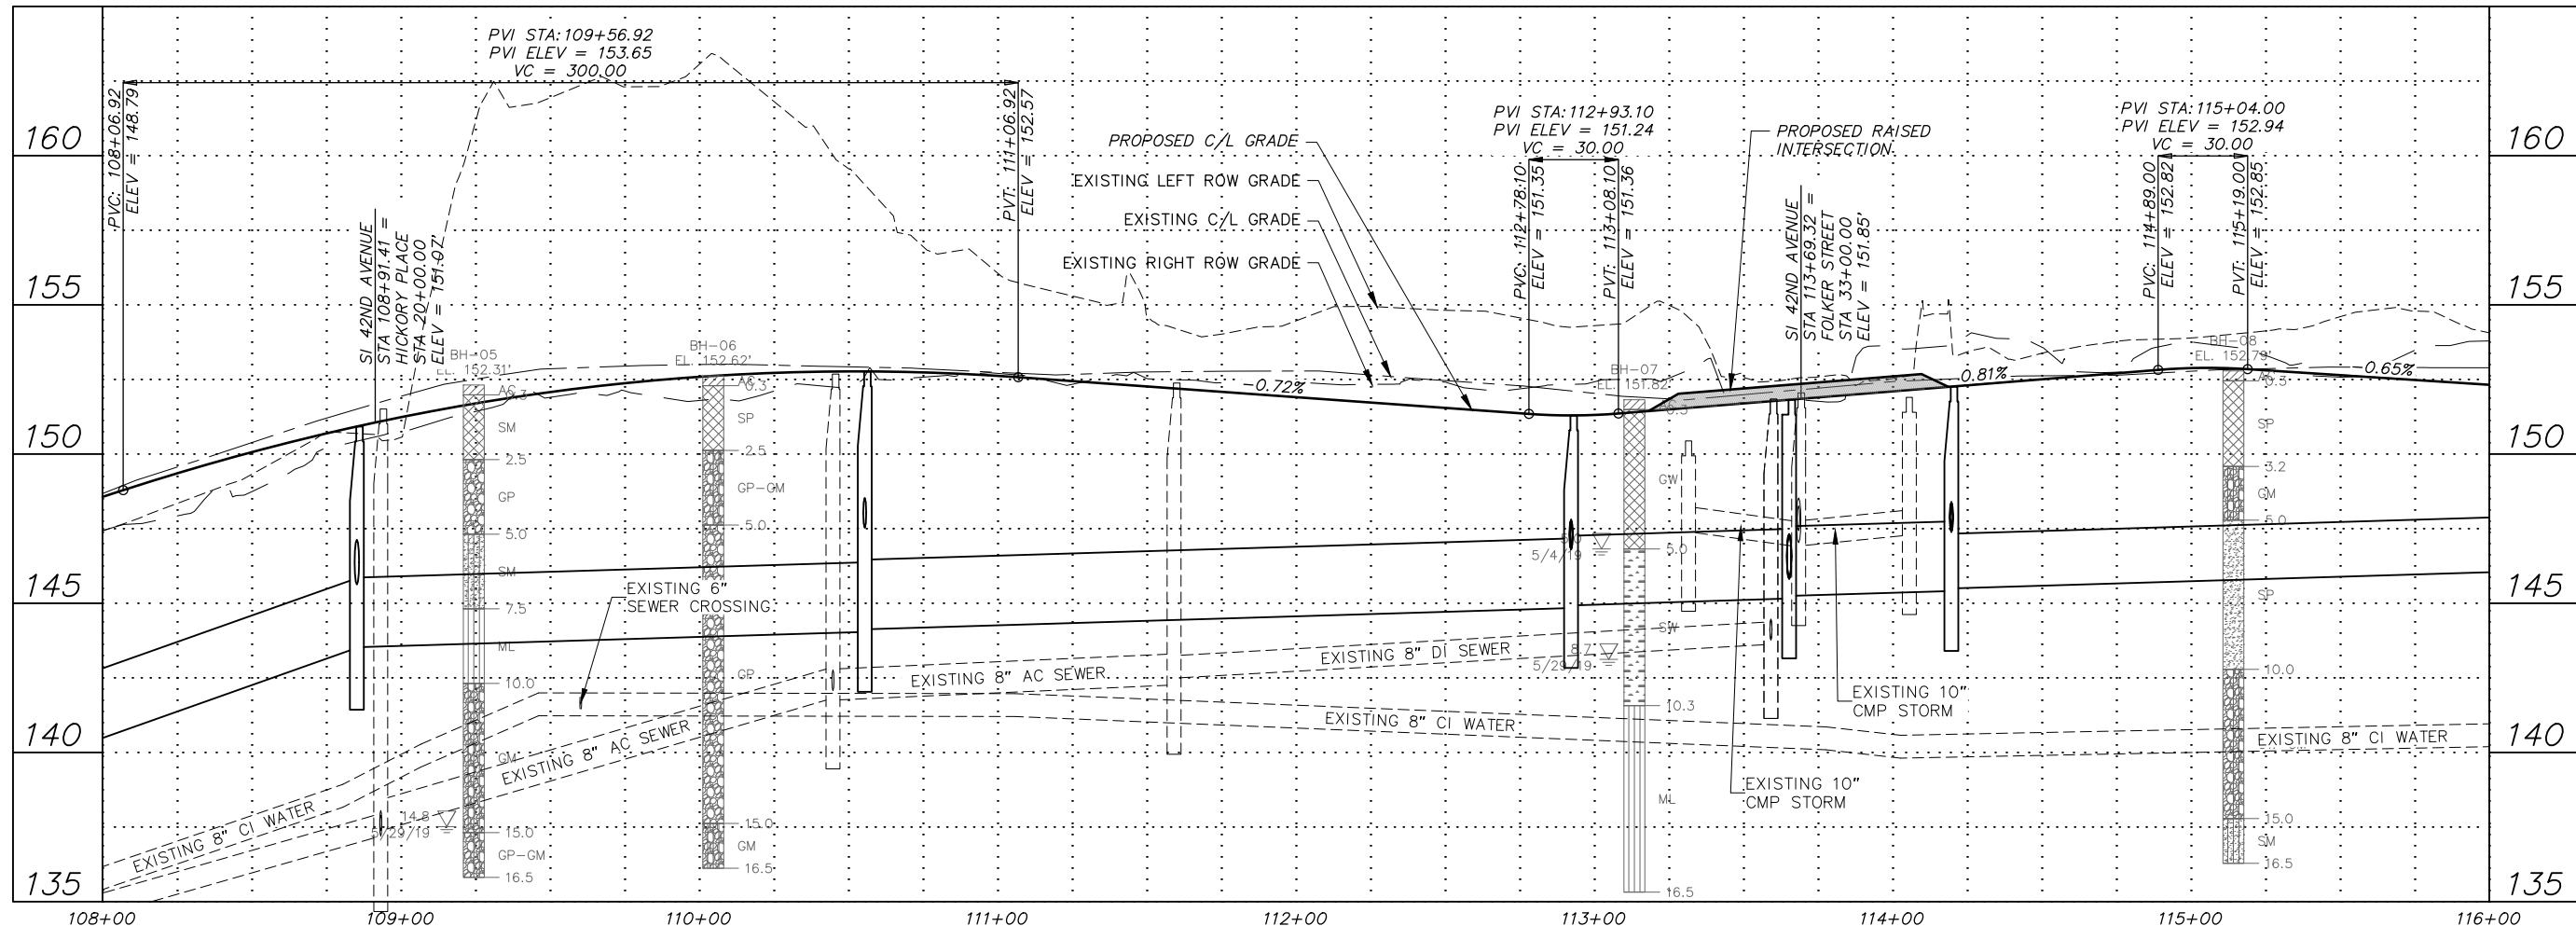 PVI STA:109+56.92
PVI ELEV = 153.65
VC = 300.00
PVC: 108+06.92
ELEV = 148.79
PVT: 111+06.92
ELEV = 152.57
PVI STA:112+93.10
PVI ELEV = 151.24
VC = 30.00
PVC: 112+78.10
ELEV = 151.35
PVT: 113+08.10
ELEV = 151.36
PVI STA:115+04.00
PVI ELEV = 152.94
VC = 30.00
PVC: 114+89.00
ELEV = 152.82
PVT: 115+19.00
ELEV = 152.85
PROPOSED C/L GRADE
EXISTING LEFT ROW GRADE
EXISTING C/L GRADE
EXISTING RIGHT ROW GRADE
PROPOSED RAISED
INTERSECTION
SI 42ND AVENUE
STA 108+91.41 =
HICKORY PLACE
STA 20+00.00
ELEV = 151.07'
SI 42ND AVENUE
STA 113+69.32 =
FOLKER STREET
STA 33+00.00
ELEV = 151.85'
160
155
150
145
140
135
160
155
150
145
140
135
BH-05
EL. 152.31'
SM
2.5
GP
5.0
SM
7.5
ML
10.0
GM
15.0
GP-GM
16.5
14.8
5/29/19
BH-06
EL. 152.62'
AC
0.3
SP
2.5
GP-GM
5.0
GP
15.0
GM
16.5
BH-07
EL. 151.82'
0.3
GW
5.0
SW
10.3
ML
16.5
5/4/19
8.7
5/29/19
BH-08
EL. 152.79'
0.3
SP
3.2
GM
5.0
SP
10.0
15.0
SM
16.5
-0.72%
0.81%
-0.65%
EXISTING 6"
SEWER CROSSING
EXISTING 8" AC SEWER
EXISTING 8" DI SEWER
EXISTING 8" CI WATER
EXISTING 8" AC SEWER
EXISTING 8" CI WATER
EXISTING 10"
CMP STORM
EXISTING 10"
CMP STORM
EXISTING 8" CI WATER
108+00
109+00
110+00
111+00
112+00
113+00
114+00
115+00
116+00